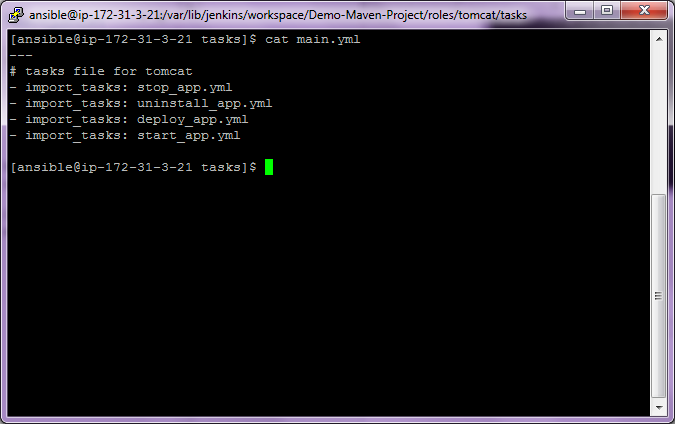 ansible@ip-172-31-3-21:/var/lib/jenkins/workspace/Demo-Maven-Project/roles/tomcat/tasks
[ansible@ip-172-31-3-21 tasks]$ cat main.yml
---
# tasks file for tomcat
- import_tasks: stop_app.yml
- import_tasks: uninstall_app.yml
- import_tasks: deploy_app.yml
- import_tasks: start_app.yml
[ansible@ip-172-31-3-21 tasks]$